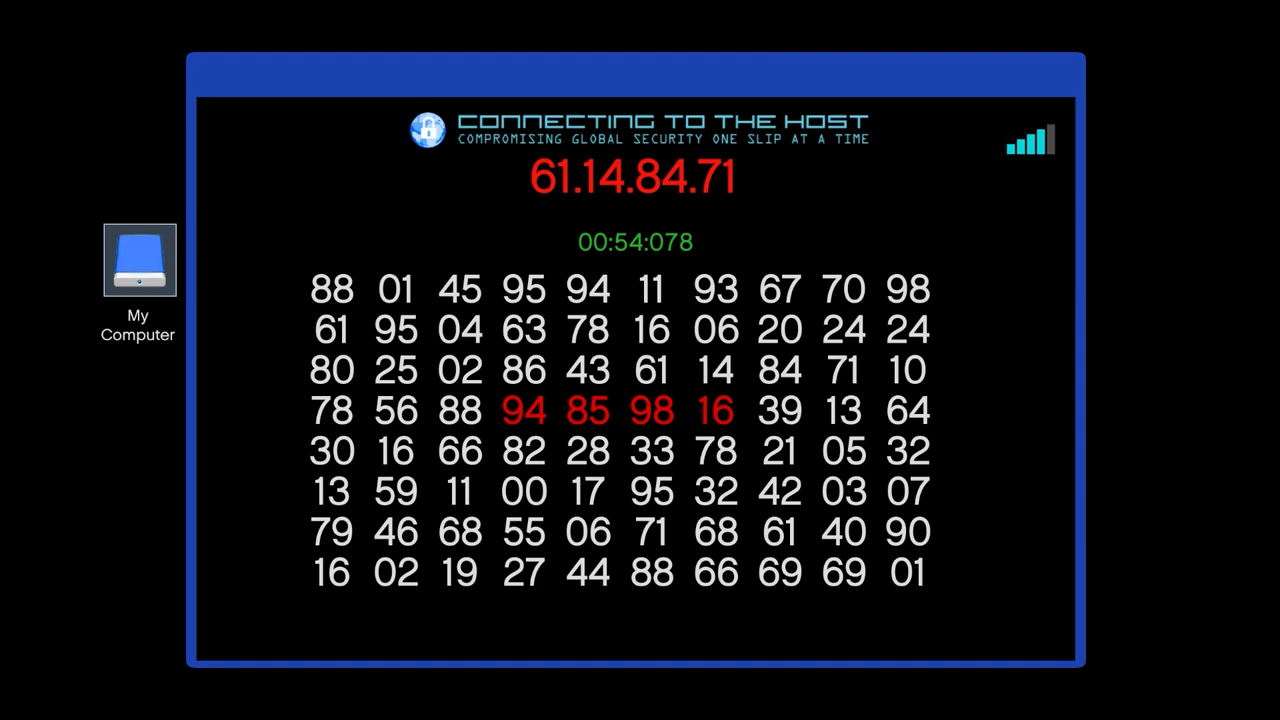 CONNECTING TO THE HOST
COMPROMISING GLOBAL SECURITY ONE SLIP AT A TIME
61.14.84.71
00:54:078
88 01 45 95 94 11 93 67 70 98
61 95 04 63 78 16 06 20 24 24
80 25 02 86 43 61 14 84 71 10
78 56 88 94 85 98 16 39 13 64
30 16 66 82 28 33 78 21 05 32
13 59 11 00 17 95 32 42 03 07
79 46 68 55 06 71 68 61 40 90
16 02 19 27 44 88 66 69 69 01
My
Computer